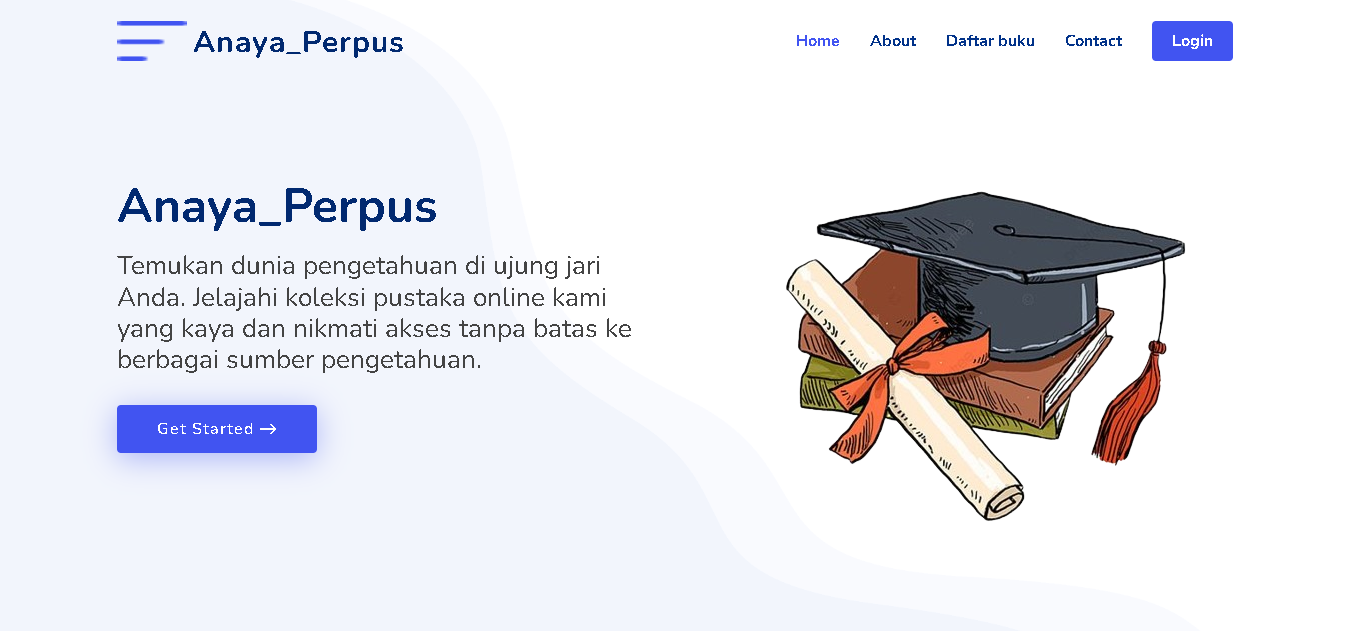 Anaya_Perpus
Home About Daftar buku Contact Login
Anaya_Perpus
Temukan dunia pengetahuan di ujung jari
Anda. Jelajahi koleksi pustaka online kami
yang kaya dan nikmati akses tanpa batas ke
berbagai sumber pengetahuan.
Get Started →